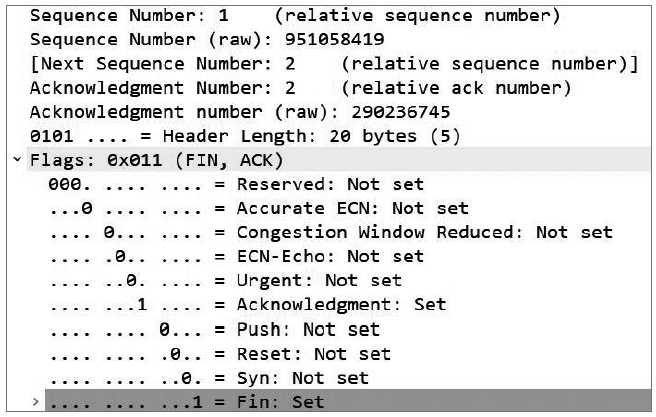 Sequence Number: 1    (relative sequence number)
Sequence Number (raw): 951058419
[Next Sequence Number: 2    (relative sequence number)]
Acknowledgment Number: 2    (relative ack number)
Acknowledgment number (raw): 290236745
0101 .... = Header Length: 20 bytes (5)
Flags: 0x011 (FIN, ACK)
000. .... .... = Reserved: Not set
...0 .... .... = Accurate ECN: Not set
.... 0... .... = Congestion Window Reduced: Not set
.... .0.. .... = ECN-Echo: Not set
.... ..0. .... = Urgent: Not set
.... ...1 .... = Acknowledgment: Set
.... .... 0... = Push: Not set
.... .... .0.. = Reset: Not set
.... .... ..0. = Syn: Not set
.... .... ...1 = Fin: Set